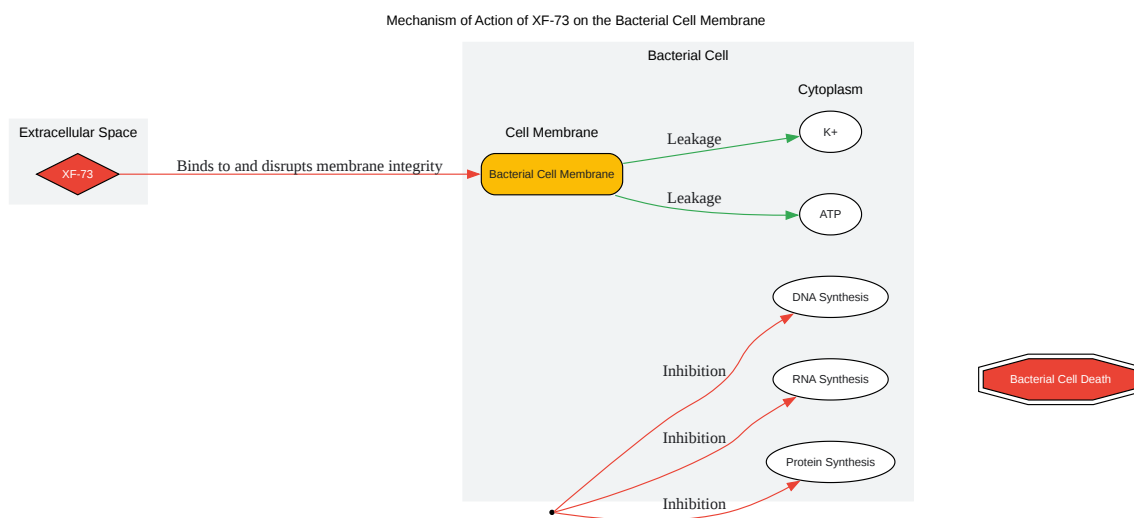 Mechanism of Action of XF-73 on the Bacterial Cell Membrane
Bacterial Cell
Cytoplasm
Extracellular Space
Cell Membrane
XF-73
Binds to and disrupts membrane integrity
Bacterial Cell Membrane
Leakage
K+
Leakage
ATP
DNA Synthesis
Inhibition
RNA Synthesis
Bacterial Cell Death
Inhibition
Protein Synthesis
Inhibition